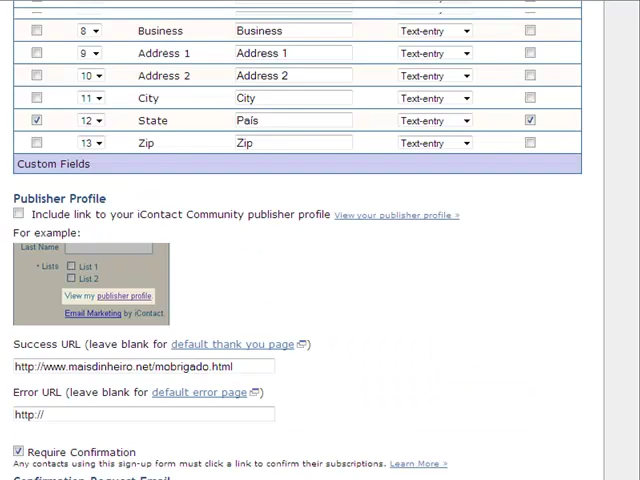 8 Business Business Text-entry
9 Address 1 Address 1 Text-entry
10 Address 2 Address 2 Text-entry
11 City City Text-entry
12 State País Text-entry
13 Zip Zip Text-entry
Custom Fields
Publisher Profile
Include link to your iContact Community publisher profile View your publisher profile »
For example:
Last Name
* Lists List 1
List 2
View my publisher profile.
Email Marketing by iContact.
Success URL (leave blank for default thank you page )
http://www.maisdinheiro.net/mobrigado.html
Error URL (leave blank for default error page )
http://
Require Confirmation
Any contacts using this sign-up form must click a link to confirm their subscriptions. Learn More »
Confirmation Request Email